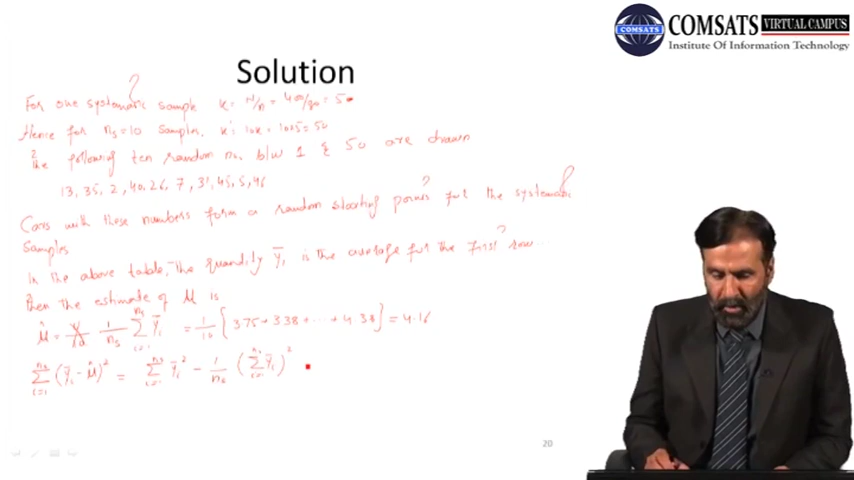 COMSATS VIRTUAL CAMPUS
Institute Of Information Technology
Solution
For one systematic sample k = N/n = 400/80 = 5
Hence for ns = 10 samples, k' = 10k = 10×5 = 50
The following ten random no. b/w 1 & 50 are drawn
13, 35, 2, 40, 26, 7, 31, 45, 5, 46
Cars with these numbers form a random starting points for the systematic
samples
In the above table, the quantity ȳ₁ is the average for the first row
then the estimate of μ is
μ̂ = 1/ns Σ ȳi = 1/10 [3.75 + 3.38 + ... + 4.38] = 4.16
Σ (ȳi - μ̂)² = Σ ȳi² - 1/ns (Σ ȳi)²
20